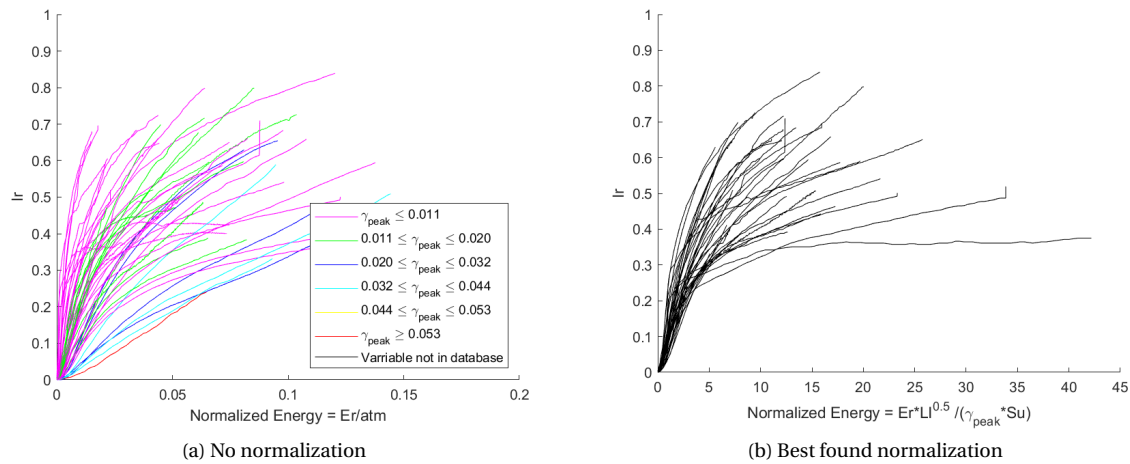 1
0.9
0.8
0.7
0.6
0.5
0.4
0.3
0.2
0.1
0
Ir
0 0.05 0.1 0.15 0.2
Normalized Energy = Er/atm
γpeak ≤ 0.011
0.011 ≤ γpeak ≤ 0.020
0.020 ≤ γpeak ≤ 0.032
0.032 ≤ γpeak ≤ 0.044
0.044 ≤ γpeak ≤ 0.053
γpeak ≥ 0.053
Varriable not in database
(a) No normalization
1
0.9
0.8
0.7
0.6
0.5
0.4
0.3
0.2
0.1
0
Ir
0 5 10 15 20 25 30 35 40 45
Normalized Energy = Er*LI^0.5 /(γpeak*Su)
(b) Best found normalization